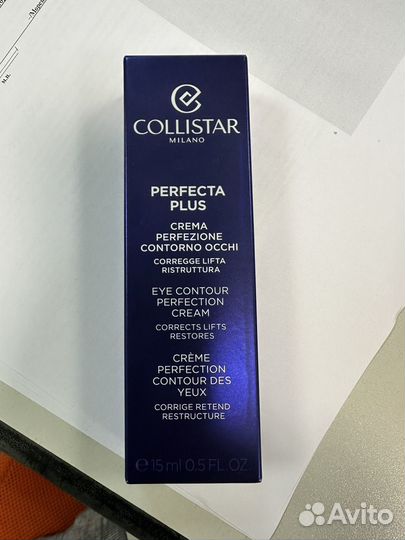 COLLISTAR
MILANO
PERFECTA
PLUS
CREMA
PERFEZIONE
CONTORNO OCCHI
CORREGGE LIFTA
RISTRUTTURA
EYE CONTOUR
PERFECTION
CREAM
CORRECTS LIFTS
RESTORES
CRÈME
PERFECTION
CONTOUR DES
YEUX
CORRIGE RETEND
RESTRUCTURE
℮ 15 ml 0.5 FL.OZ.
Avito